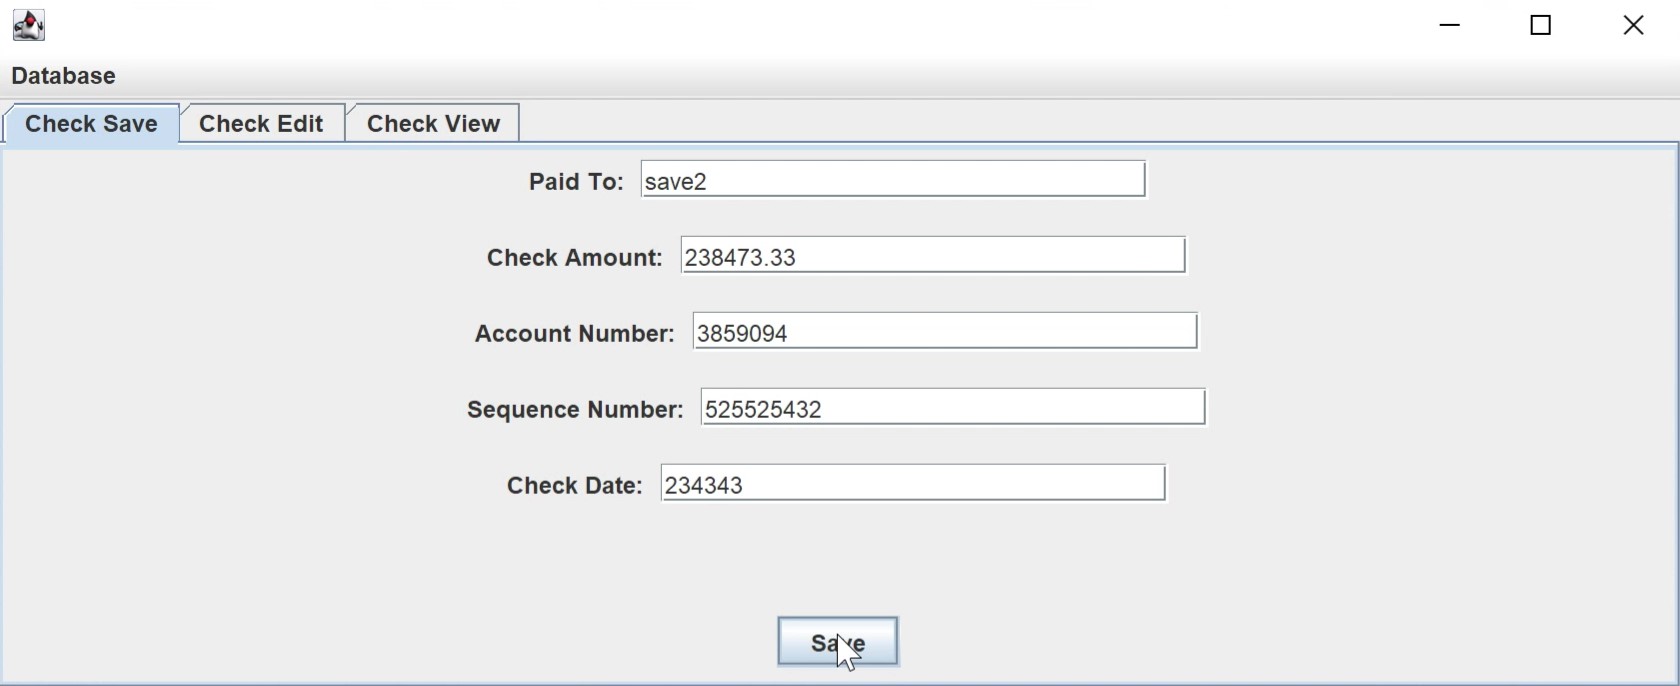 Database
Check Save Check Edit Check View
Paid To: save2
Check Amount: 238473.33
Account Number: 3859094
Sequence Number: 525525432
Check Date: 234343
Save